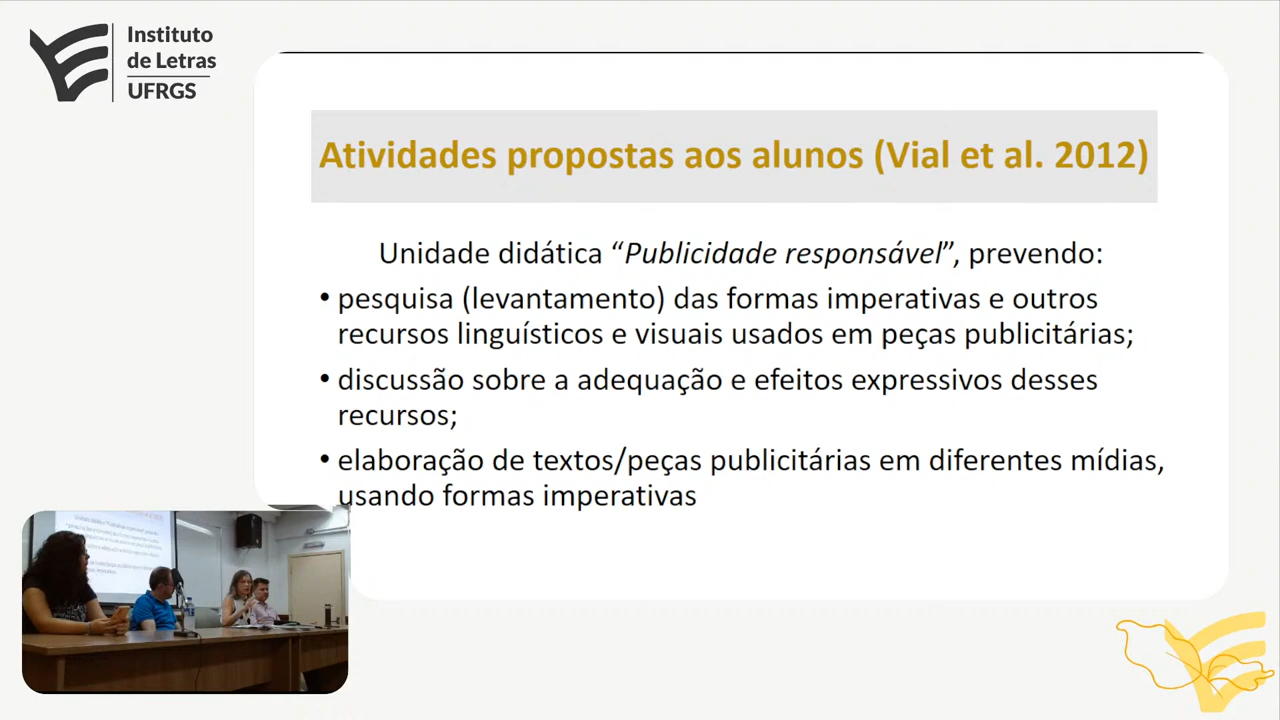 Instituto
de Letras
UFRGS
Atividades propostas aos alunos (Vial et al. 2012)
Unidade didática “Publicidade responsável”, prevendo:
• pesquisa (levantamento) das formas imperativas e outros
recursos linguísticos e visuais usados em peças publicitárias;
• discussão sobre a adequação e efeitos expressivos desses
recursos;
• elaboração de textos/peças publicitárias em diferentes mídias,
usando formas imperativas